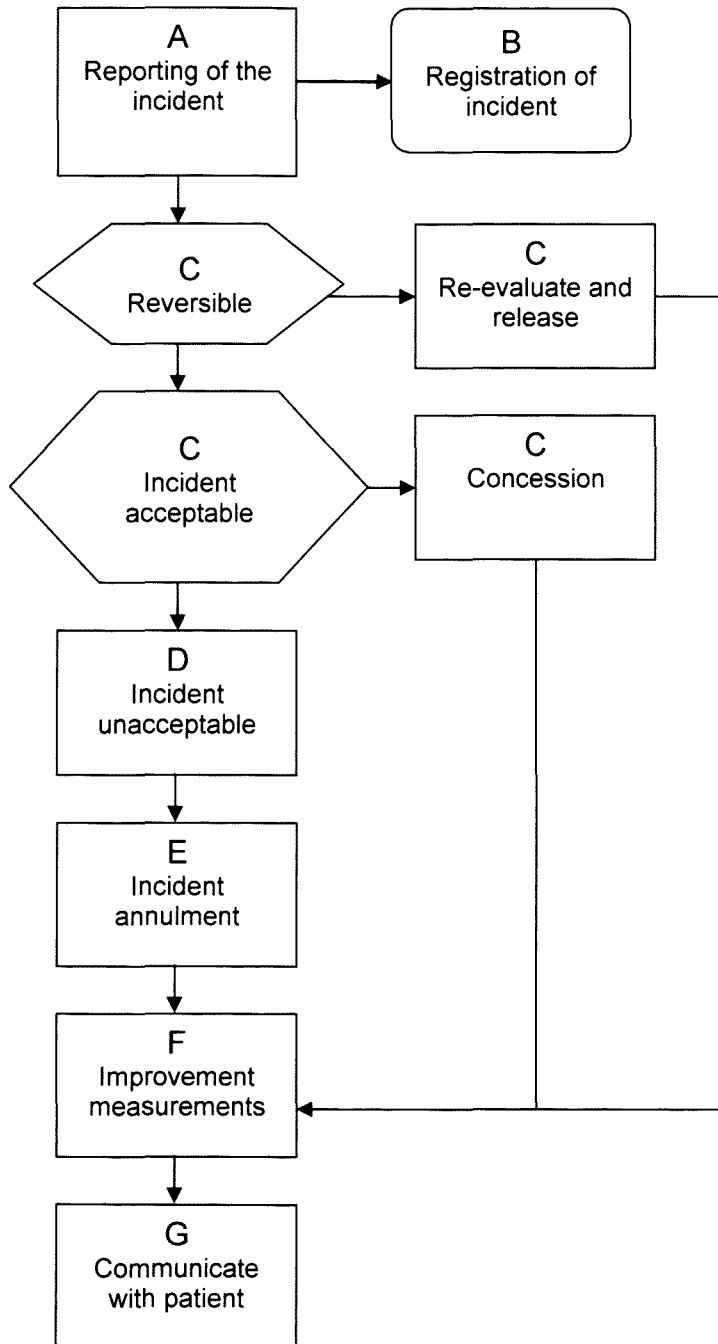 A
Reporting of the
incident
B
Registration of
incident
C
Reversible
C
Re-evaluate and
release
C
Incident
acceptable
C
Concession
D
Incident
unacceptable
E
Incident
annulment
F
Improvement
measurements
G
Communicate
with patient